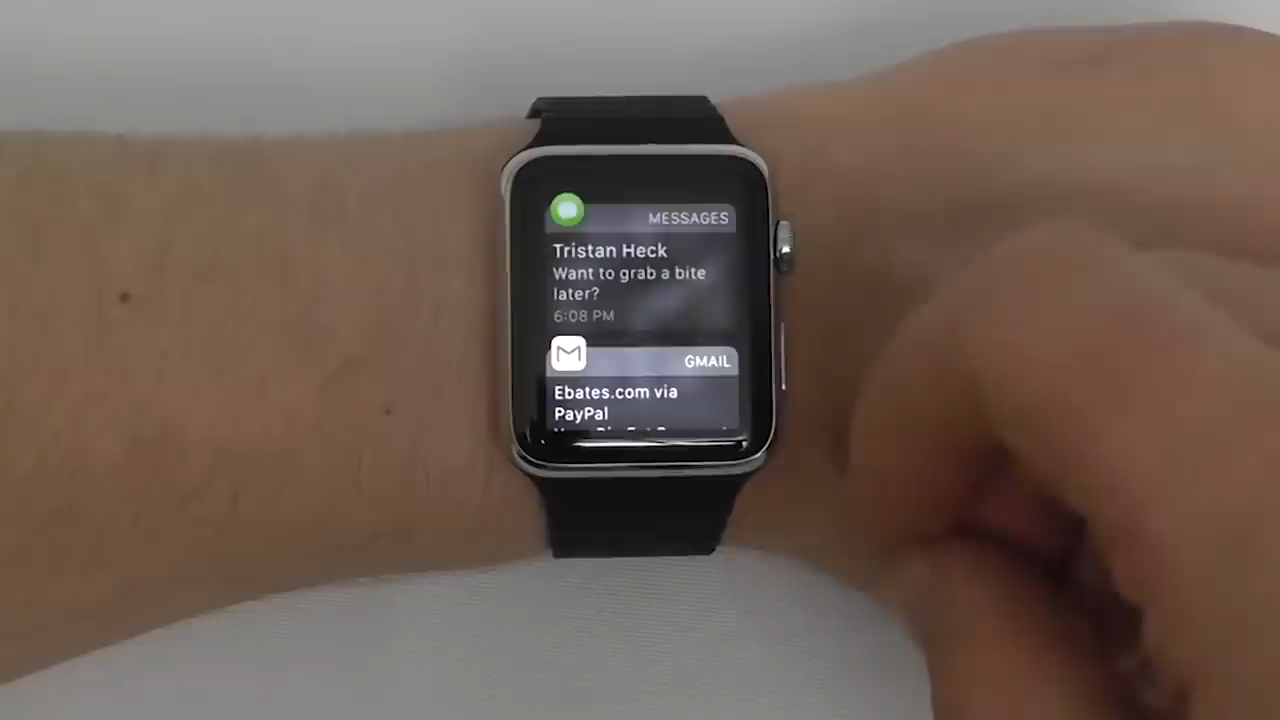 MESSAGES
Tristan Heck
Want to grab a bite
later?
6:08 PM
GMAIL
Ebates.com via
PayPal